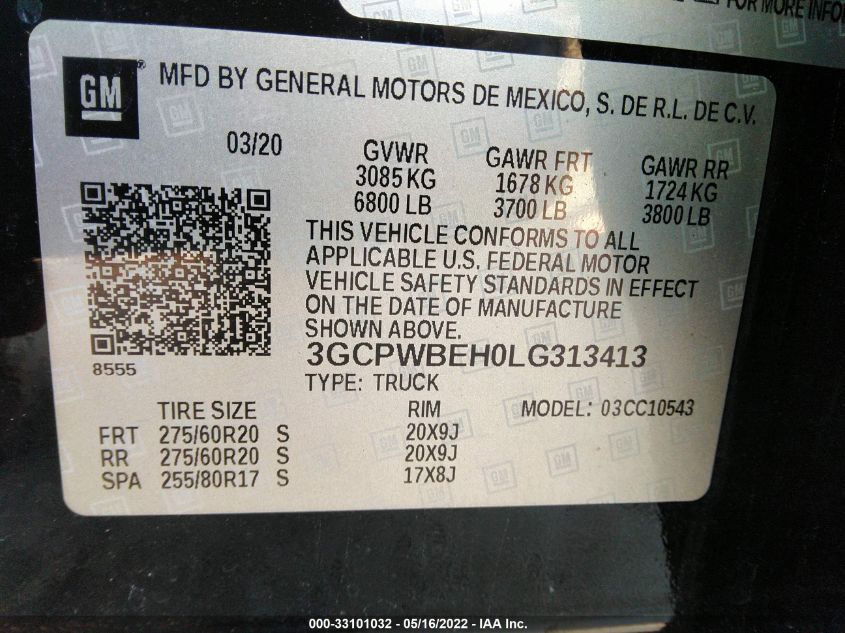 FOR MORE INFOR
GM
MFD BY GENERAL MOTORS DE MEXICO, S. DE R.L. DE C.V.
03/20 GVWR GAWR FRT GAWR RR
3085 KG 1678 KG 1724 KG
6800 LB 3700 LB 3800 LB
THIS VEHICLE CONFORMS TO ALL
APPLICABLE U.S. FEDERAL MOTOR
VEHICLE SAFETY STANDARDS IN EFFECT
ON THE DATE OF MANUFACTURE
SHOWN ABOVE.
8555
3GCPWBEH0LG313413
TYPE: TRUCK
TIRE SIZE RIM MODEL: 03CC10543
FRT 275/60R20 S 20X9J
RR 275/60R20 S 20X9J
SPA 255/80R17 S 17X8J
000-33101032 - 05/16/2022 - IAA Inc.